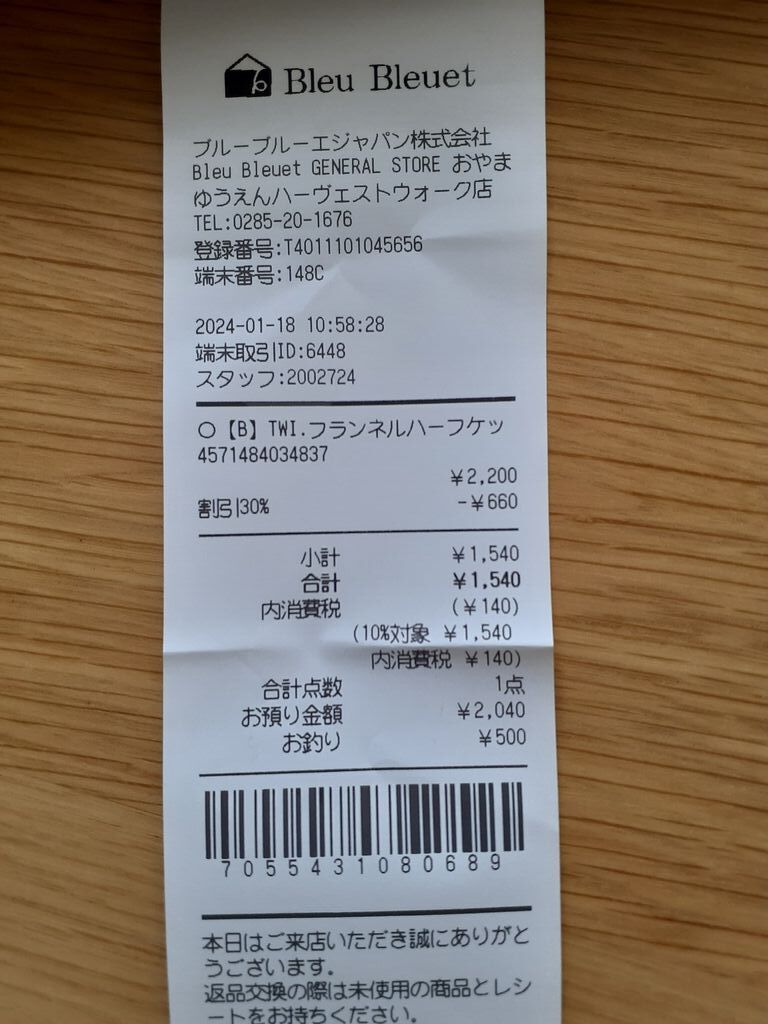 Bleu Bleuet
ブルーブルーエジャパン株式会社
Bleu Bleuet GENERAL STORE おやま
ゆうえんハーヴェストウォーク店
TEL:0285-20-1676
登録番号:T4011101045656
端末番号:148C
2024-01-18 10:58:28
端末取引ID:6448
スタッフ:2002724
○【B】TWI.フランネルハーフケッ
4571484034837
¥2,200
割引30% -¥660
小計 ¥1,540
合計 ¥1,540
内消費税 (¥140)
(10%対象 ¥1,540
内消費税 ¥140)
合計点数 1点
お預り金額 ¥2,040
お釣り ¥500
7055431080689
本日はご来店いただき誠にありがと
うございます。
返品交換の際は未使用の商品とレシ
ートをお持ちください。